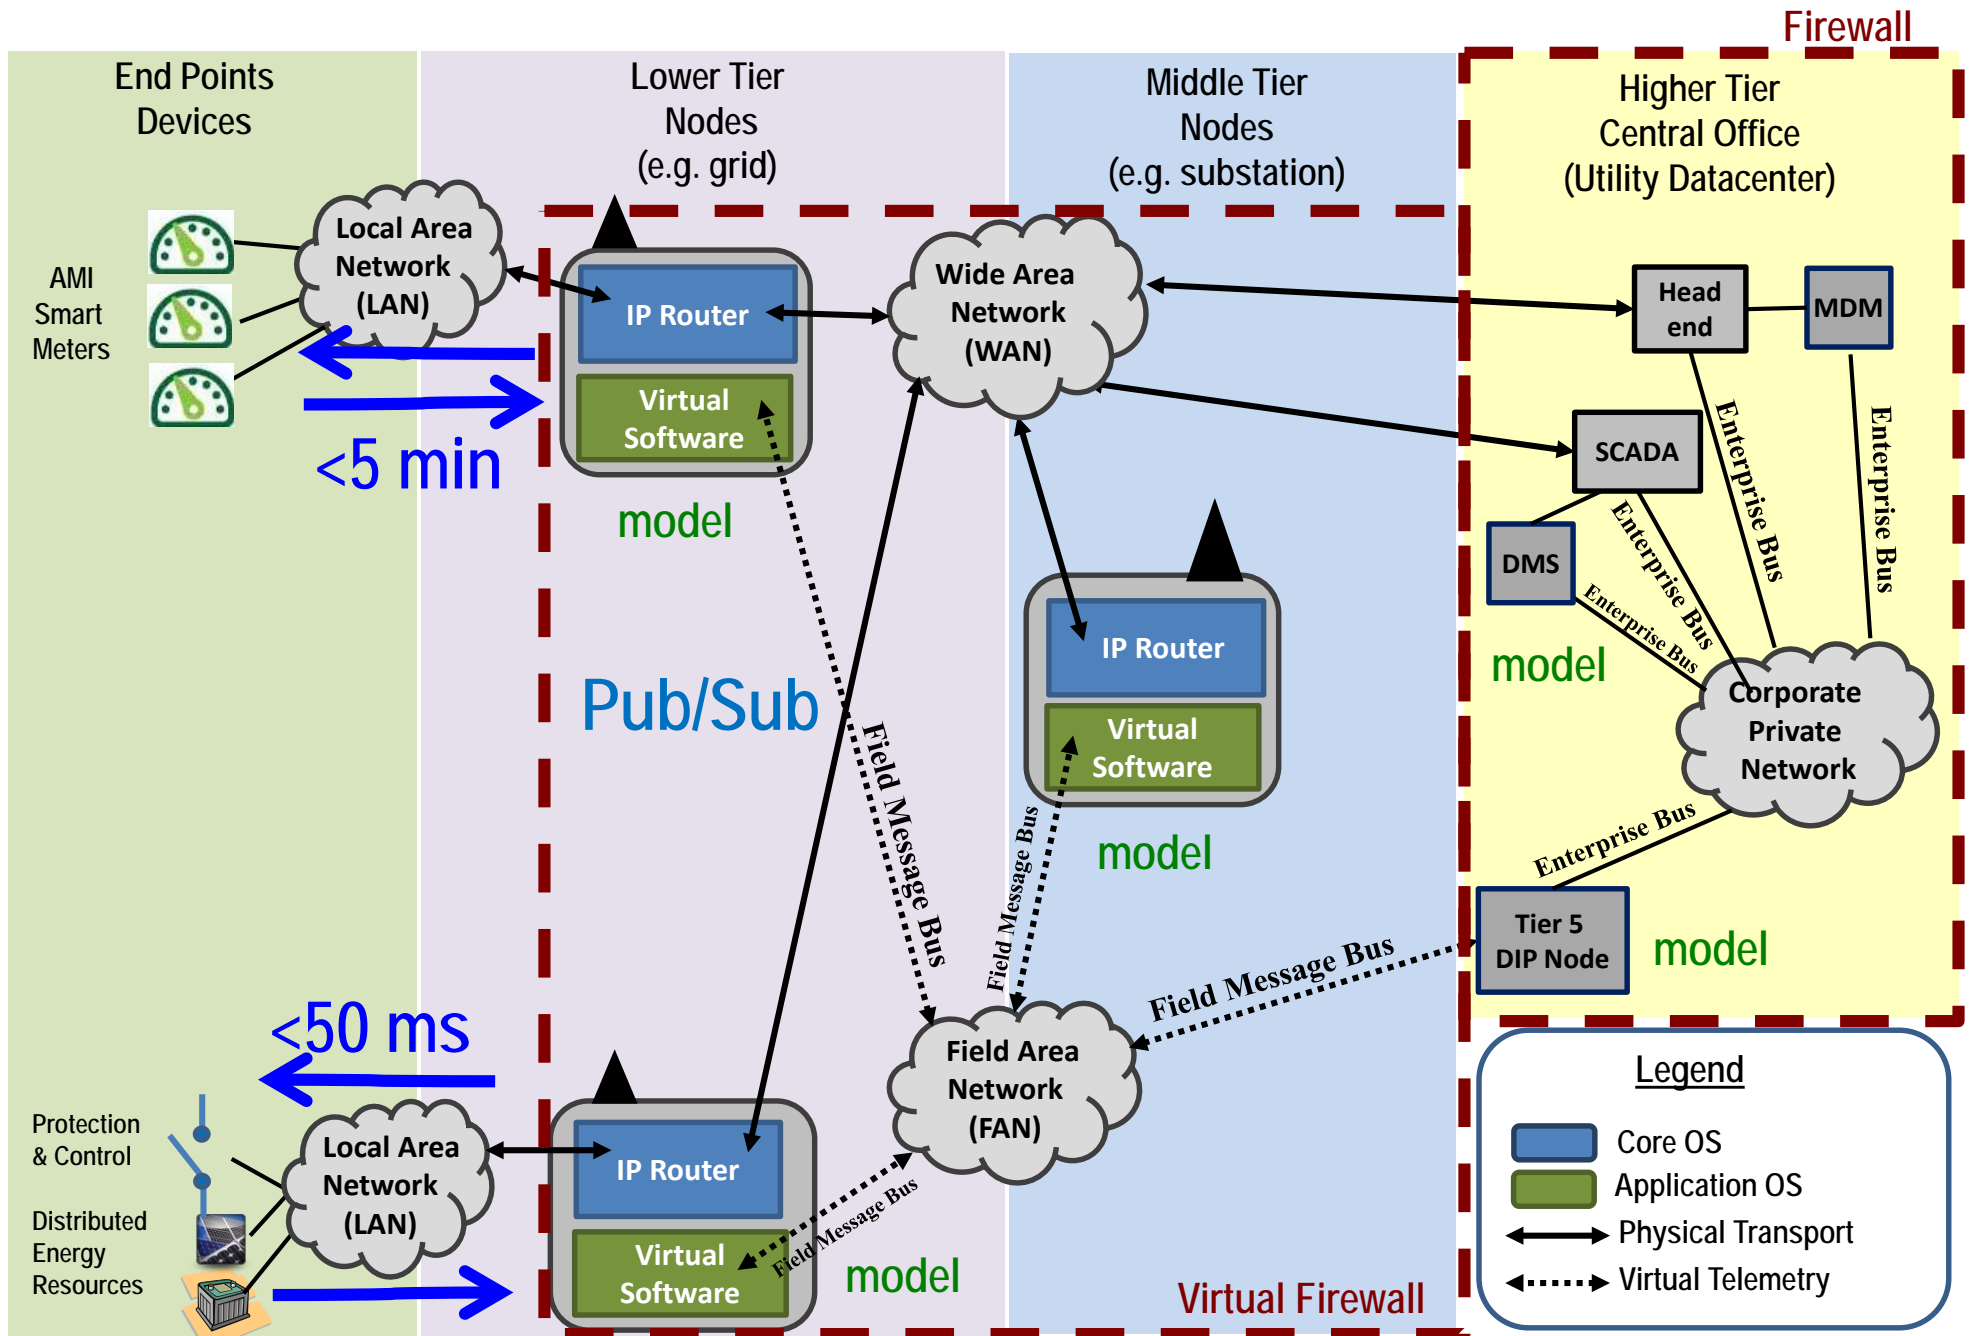 Firewall
End Points
Devices
Lower Tier
Nodes
(e.g. grid)
Middle Tier
Nodes
(e.g. substation)
Higher Tier
Central Office
(Utility Datacenter)
AMI
Smart
Meters
Local Area
Network
(LAN)
IP Router
Virtual
Software
model
<5 min
Wide Area
Network
(WAN)
Head
end
MDM
SCADA
DMS
Enterprise Bus
Enterprise Bus
Enterprise Bus
Enterprise Bus
model
Corporate
Private
Network
Enterprise Bus
Tier 5
DIP Node
model
IP Router
Virtual
Software
model
Pub/Sub
Field Message Bus
Field Message Bus
Field Message Bus
Field Area
Network
(FAN)
<50 ms
Protection
& Control
Distributed
Energy
Resources
Local Area
Network
(LAN)
IP Router
Virtual
Software
Field Message Bus
model
Virtual Firewall
Legend
Core OS
Application OS
Physical Transport
Virtual Telemetry